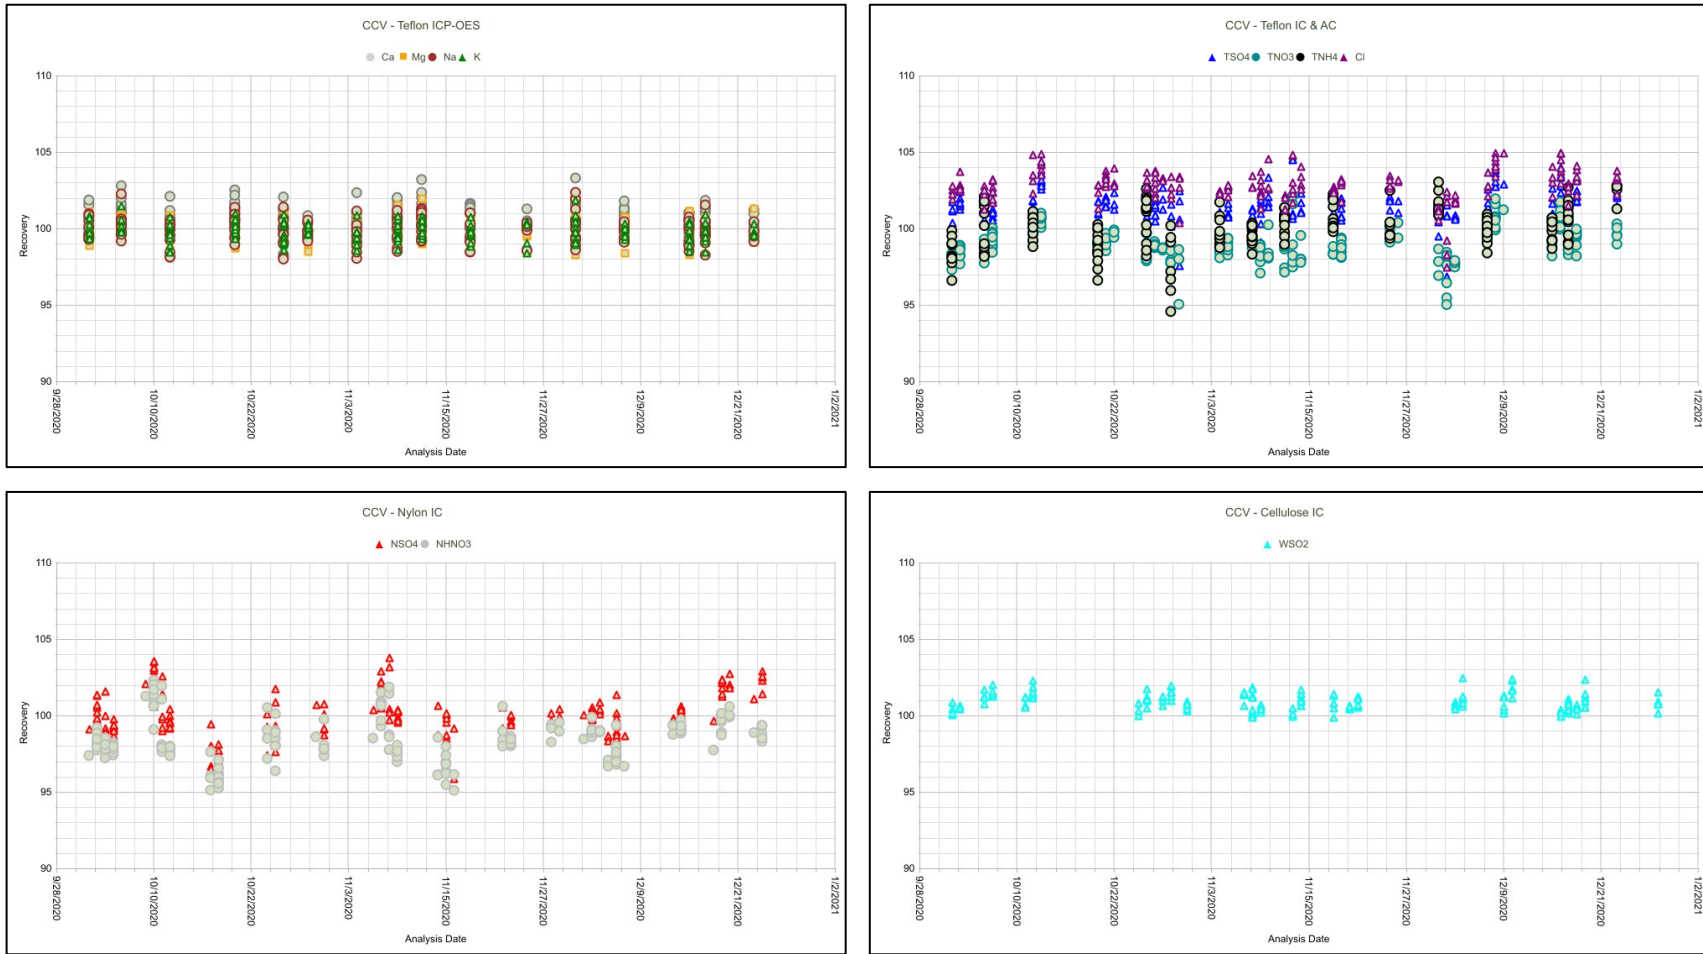 CCV - Teflon ICP-OES
Ca Mg Na K
110
105
100
95
90
Recovery
9/28/2020 10/10/2020 10/22/2020 11/3/2020 11/15/2020 11/27/2020 12/9/2020 12/21/2020 1/2/2021
Analysis Date
CCV - Teflon IC & AC
TSO4 TNO3 TNH4 Cl
110
105
100
95
90
Recovery
9/28/2020 10/10/2020 10/22/2020 11/3/2020 11/15/2020 11/27/2020 12/9/2020 12/21/2020 1/2/2021
Analysis Date
CCV - Nylon IC
NSO4 NHNO3
110
105
100
95
90
Recovery
9/28/2020 10/10/2020 10/22/2020 11/3/2020 11/15/2020 11/27/2020 12/9/2020 12/21/2020 1/2/2021
Analysis Date
CCV - Cellulose IC
WSO2
110
105
100
95
90
Recovery
9/28/2020 10/10/2020 10/22/2020 11/3/2020 11/15/2020 11/27/2020 12/9/2020 12/21/2020 1/2/2021
Analysis Date